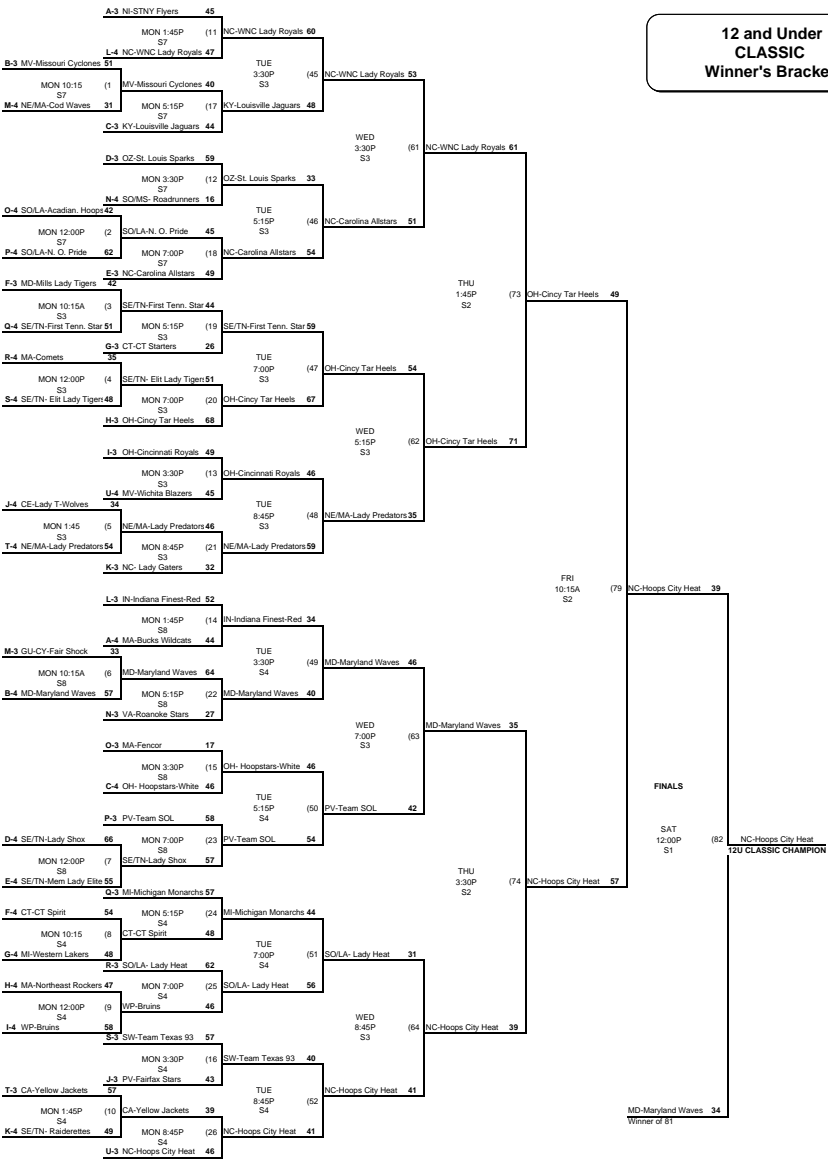 12 and Under
CLASSIC
Winner's Bracke
A-3 NI-STNY Flyers 45
MON 1:45P (11 NC-WNC Lady Royals 60
S7
L-4 NC-WNC Lady Royals 47
B-3 MV-Missouri Cyclones 51
TUE
MON 10:15 (1 MV-Missouri Cyclones 40
3:30P (45 NC-WNC Lady Royals 53
S7
S3
M-4 NE/MA-Cod Waves 31
MON 5:15P (17 KY-Louisville Jaguars 48
S7
C-3 KY-Louisville Jaguars 44
WED
3:30P (61 NC-WNC Lady Royals 61
S3
D-3 OZ-St. Louis Sparks 59
MON 3:30P (12 OZ-St. Louis Sparks 33
S7
N-4 SO/MS- Roadrunners 16
O-4 SO/LA-Acadian. Hoops 42
TUE
5:15P (46 NC-Carolina Allstars 51
S3
MON 12:00P (2 SO/LA-N. O. Pride 45
S7
P-4 SO/LA-N. O. Pride 62
MON 7:00P (18 NC-Carolina Allstars 54
S7
E-3 NC-Carolina Allstars 49
F-3 MD-Mills Lady Tigers 42
THU
1:45P (73 OH-Cincy Tar Heels 49
S2
MON 10:15A (3 SE/TN-First Tenn. Star 44
S3
Q-4 SE/TN-First Tenn. Star 51
MON 5:15P (19 SE/TN-First Tenn. Star 59
S3
G-3 CT-CT Starters 26
R-4 MA-Comets 35
TUE
7:00P (47 OH-Cincy Tar Heels 54
S3
MON 12:00P (4 SE/TN- Elit Lady Tigers 51
S3
S-4 SE/TN- Elit Lady Tigers 48
MON 7:00P (20 OH-Cincy Tar Heels 67
S3
H-3 OH-Cincy Tar Heels 68
WED
5:15P (62 OH-Cincy Tar Heels 71
S3
I-3 OH-Cincinnati Royals 49
MON 3:30P (13 OH-Cincinnati Royals 46
S3
U-4 MV-Wichita Blazers 45
J-4 CE-Lady T-Wolves 34
TUE
8:45P (48 NE/MA-Lady Predators 35
S3
MON 1:45 (5 NE/MA-Lady Predators 46
S3
T-4 NE/MA-Lady Predators 54
MON 8:45P (21 NE/MA-Lady Predators 59
S3
K-3 NC- Lady Gaters 32
FRI
10:15A (79 NC-Hoops City Heat 39
S2
L-3 IN-Indiana Finest-Red 52
MON 1:45P (14 IN-Indiana Finest-Red 34
S8
A-4 MA-Bucks Wildcats 44
M-3 GU-CY-Fair Shock 33
TUE
3:30P (49 MD-Maryland Waves 46
S4
MON 10:15A (6 MD-Maryland Waves 64
S8
B-4 MD-Maryland Waves 57
MON 5:15P (22 MD-Maryland Waves 40
S8
N-3 VA-Roanoke Stars 27
WED
7:00P (63 MD-Maryland Waves 35
S3
O-3 MA-Fencor 17
MON 3:30P (15 OH- Hoopstars-White 46
S8
C-4 OH- Hoopstars-White 46
TUE
5:15P (50 PV-Team SOL 42
S4
P-3 PV-Team SOL 58
D-4 SE/TN-Lady Shox 66
MON 7:00P (23 PV-Team SOL 54
S8
MON 12:00P (7 SE/TN-Lady Shox 57
S8
E-4 SE/TN-Mem Lady Elite 55
FINALS
SAT
12:00P (82 NC-Hoops City Heat
S1
12U CLASSIC CHAMPION
THU
3:30P (74 NC-Hoops City Heat 57
S2
Q-3 MI-Michigan Monarchs 57
F-4 CT-CT Spirit 54
MON 5:15P (24 MI-Michigan Monarchs 44
S4
MON 10:15 (8 CT-CT Spirit 48
S4
G-4 MI-Western Lakers 48
TUE
7:00P (51 SO/LA- Lady Heat 31
S4
R-3 SO/LA- Lady Heat 62
H-4 MA-Northeast Rockers 47
MON 7:00P (25 SO/LA- Lady Heat 56
S4
MON 12:00P (9 WP-Bruins 46
S4
I-4 WP-Bruins 58
WED
8:45P (64 NC-Hoops City Heat 39
S3
S-3 SW-Team Texas 93 57
MON 3:30P (16 SW-Team Texas 93 40
S4
J-3 PV-Fairfax Stars 43
T-3 CA-Yellow Jackets 57
TUE
8:45P (52 NC-Hoops City Heat 41
S4
MON 1:45P (10 CA-Yellow Jackets 39
S4
K-4 SE/TN- Raiderettes 49
MON 8:45P (26 NC-Hoops City Heat 41
S4
U-3 NC-Hoops City Heat 46
MD-Maryland Waves 34
Winner of 81